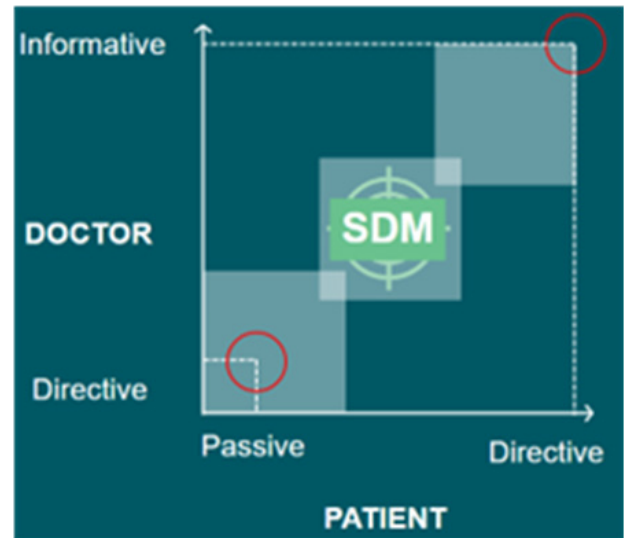 Informative
SDM
DOCTOR
Directive
Passive
Directive
PATIENT